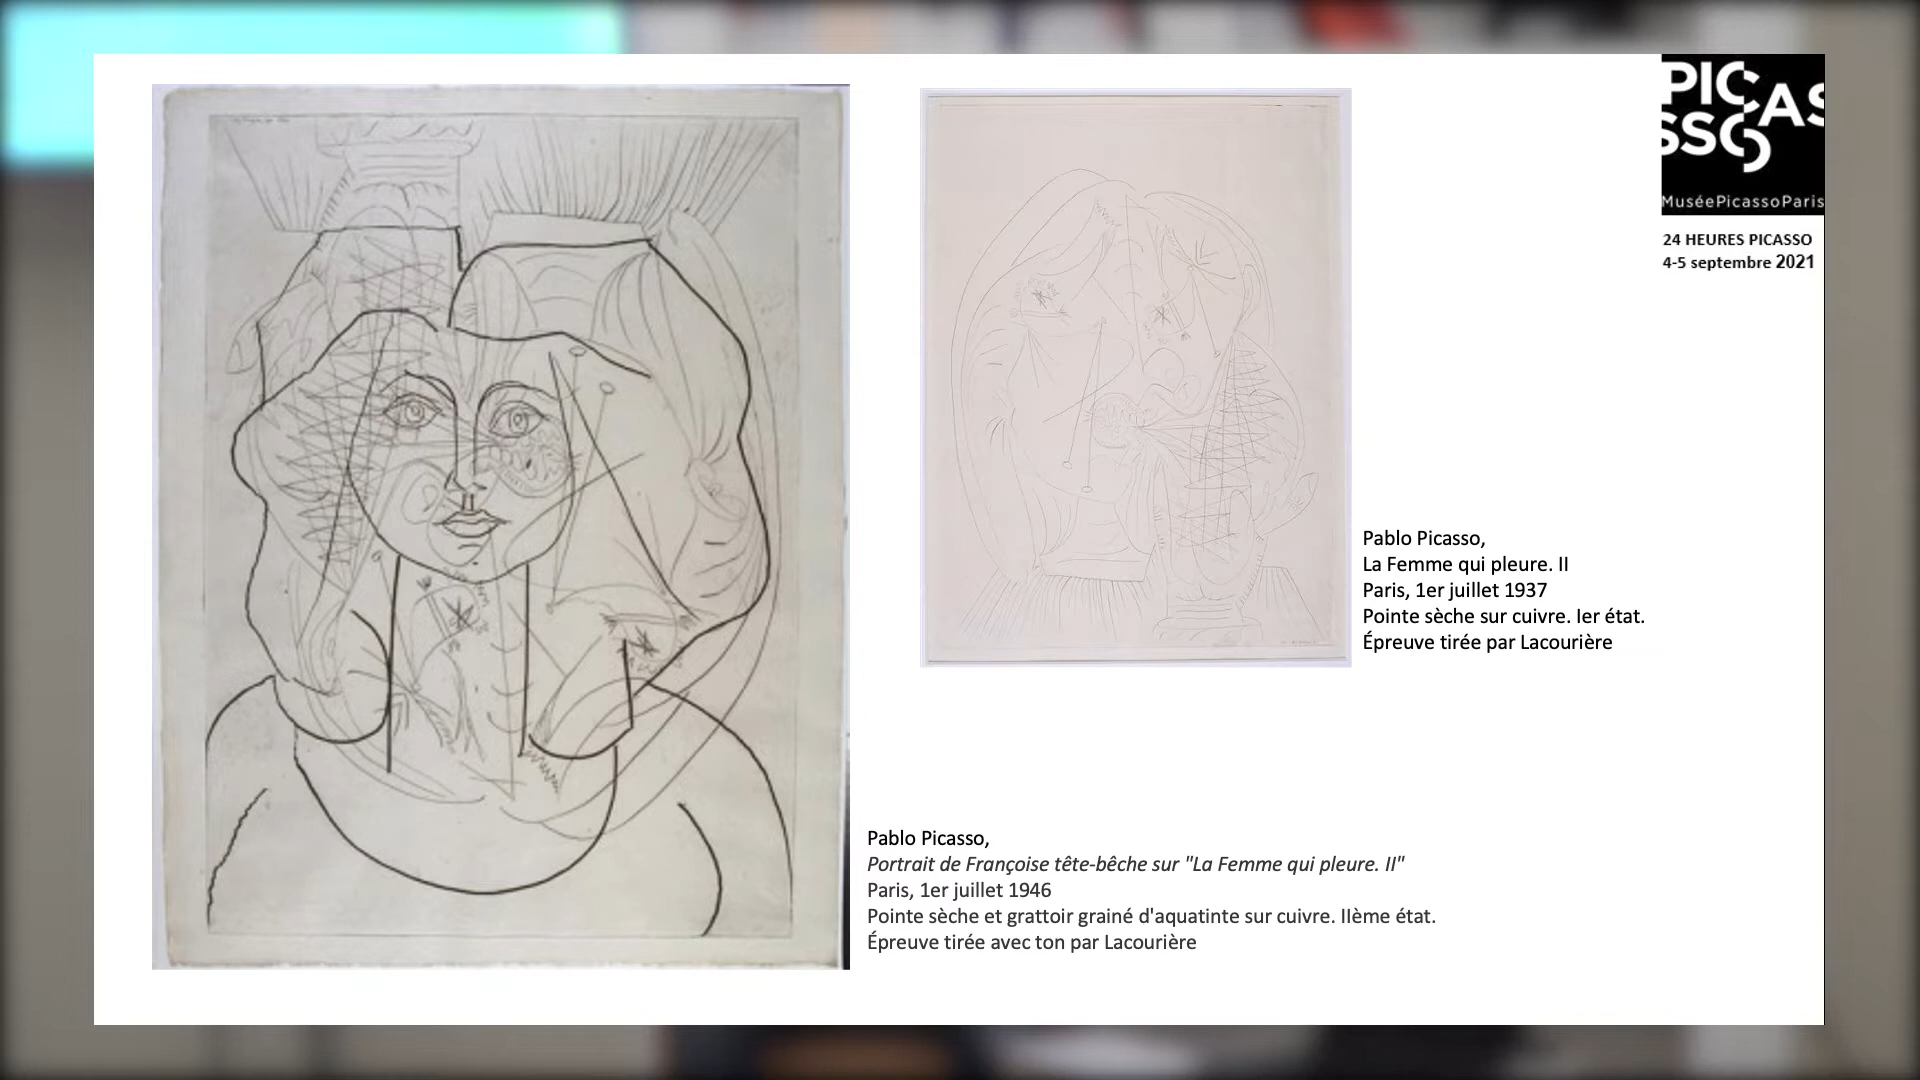 PIC
CAS
SSO
MuséePicassoParis
24 HEURES PICASSO
4-5 septembre 2021
Pablo Picasso,
La Femme qui pleure. II
Paris, 1er juillet 1937
Pointe sèche sur cuivre. Ier état.
Épreuve tirée par Lacourière
Pablo Picasso,
Portrait de Françoise tête-bêche sur "La Femme qui pleure. II"
Paris, 1er juillet 1946
Pointe sèche et grattoir grainé d'aquatinte sur cuivre. IIème état.
Épreuve tirée avec ton par Lacourière